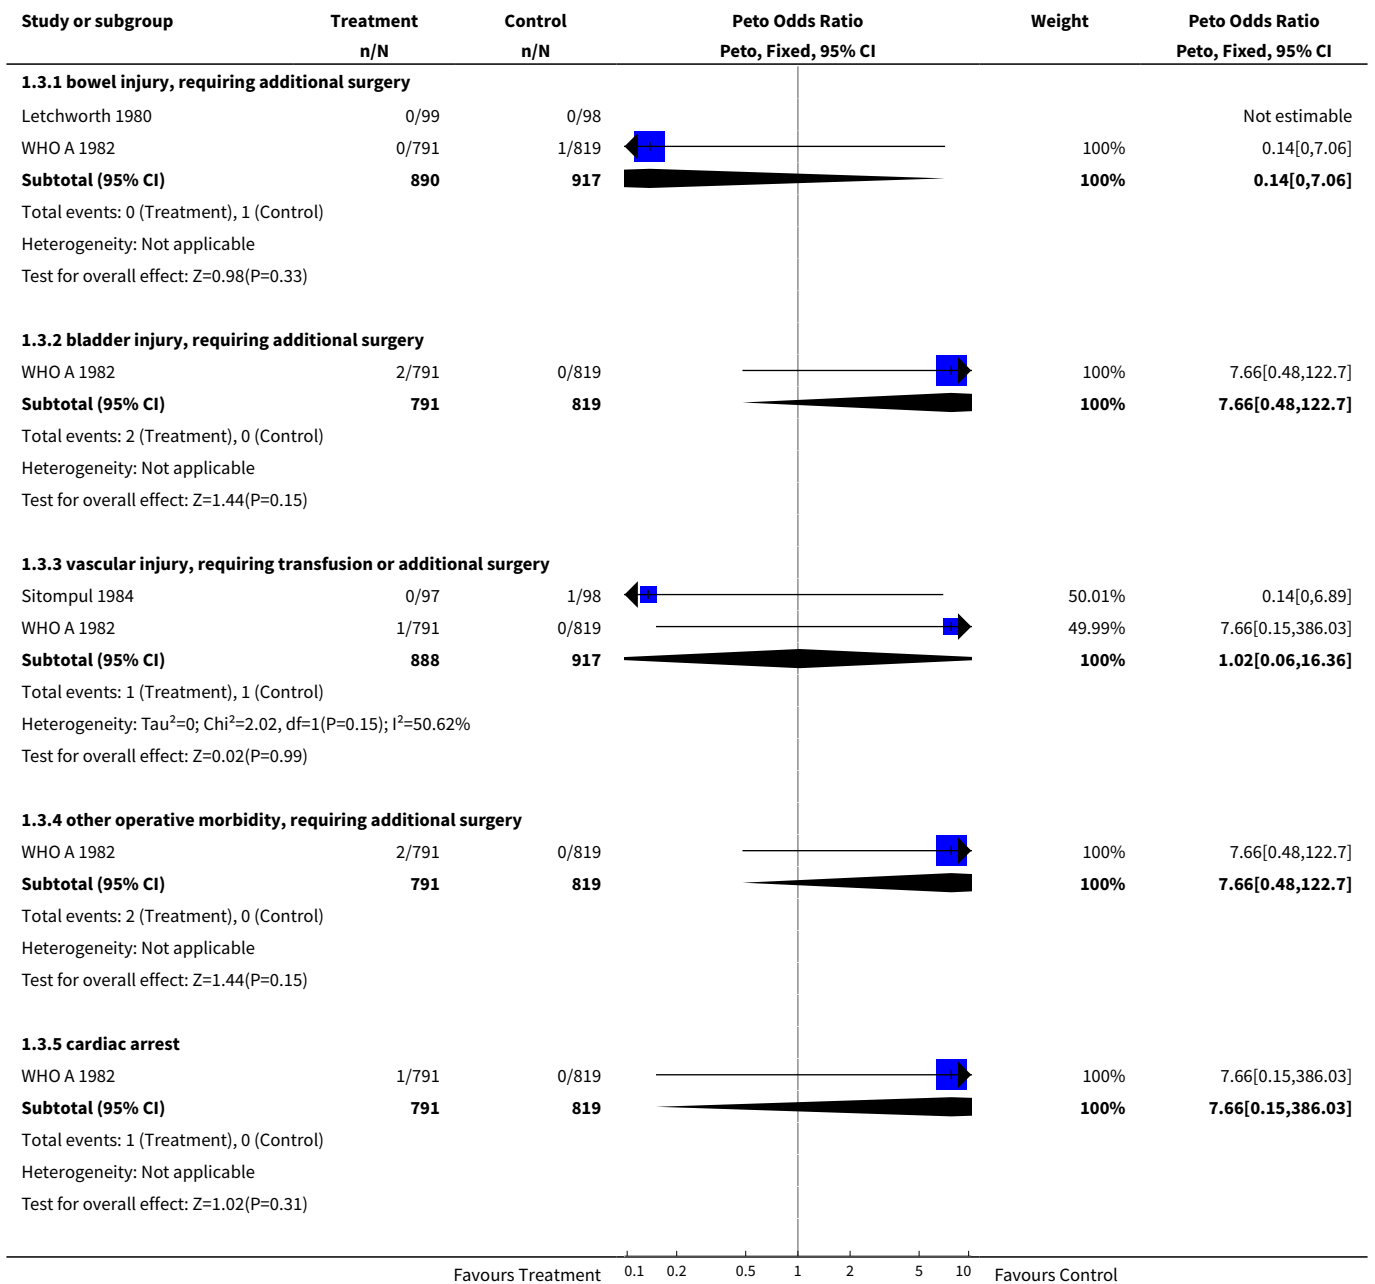 Study or subgroup Treatment Control Peto Odds Ratio Weight Peto Odds Ratio
n/N n/N Peto, Fixed, 95% CI Peto, Fixed, 95% CI
1.3.1 bowel injury, requiring additional surgery
Letchworth 1980 0/99 0/98 Not estimable
WHO A 1982 0/791 1/819 100% 0.14[0,7.06]
Subtotal (95% CI) 890 917 100% 0.14[0,7.06]
Total events: 0 (Treatment), 1 (Control)
Heterogeneity: Not applicable
Test for overall effect: Z=0.98(P=0.33)
1.3.2 bladder injury, requiring additional surgery
WHO A 1982 2/791 0/819 100% 7.66[0.48,122.7]
Subtotal (95% CI) 791 819 100% 7.66[0.48,122.7]
Total events: 2 (Treatment), 0 (Control)
Heterogeneity: Not applicable
Test for overall effect: Z=1.44(P=0.15)
1.3.3 vascular injury, requiring transfusion or additional surgery
Sitompul 1984 0/97 1/98 50.01% 0.14[0,6.89]
WHO A 1982 1/791 0/819 49.99% 7.66[0.15,386.03]
Subtotal (95% CI) 888 917 100% 1.02[0.06,16.36]
Total events: 1 (Treatment), 1 (Control)
Heterogeneity: Tau²=0; Chi²=2.02, df=1(P=0.15); I²=50.62%
Test for overall effect: Z=0.02(P=0.99)
1.3.4 other operative morbidity, requiring additional surgery
WHO A 1982 2/791 0/819 100% 7.66[0.48,122.7]
Subtotal (95% CI) 791 819 100% 7.66[0.48,122.7]
Total events: 2 (Treatment), 0 (Control)
Heterogeneity: Not applicable
Test for overall effect: Z=1.44(P=0.15)
1.3.5 cardiac arrest
WHO A 1982 1/791 0/819 100% 7.66[0.15,386.03]
Subtotal (95% CI) 791 819 100% 7.66[0.15,386.03]
Total events: 1 (Treatment), 0 (Control)
Heterogeneity: Not applicable
Test for overall effect: Z=1.02(P=0.31)
Favours Treatment 0.1 0.2 0.5 1 2 5 10 Favours Control